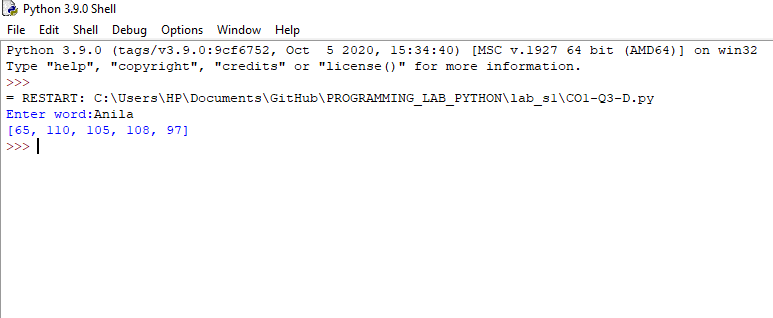 Python 3.9.0 Shell
File Edit Shell Debug Options Window Help
Python 3.9.0 (tags/v3.9.0:9cf6752, Oct  5 2020, 15:34:40) [MSC v.1927 64 bit (AMD64)] on win32
Type "help", "copyright", "credits" or "license()" for more information.
>>>
= RESTART: C:\Users\HP\Documents\GitHub\PROGRAMMING_LAB_PYTHON\lab_s1\CO1-Q3-D.py
Enter word:Anila
[65, 110, 105, 108, 97]
>>>